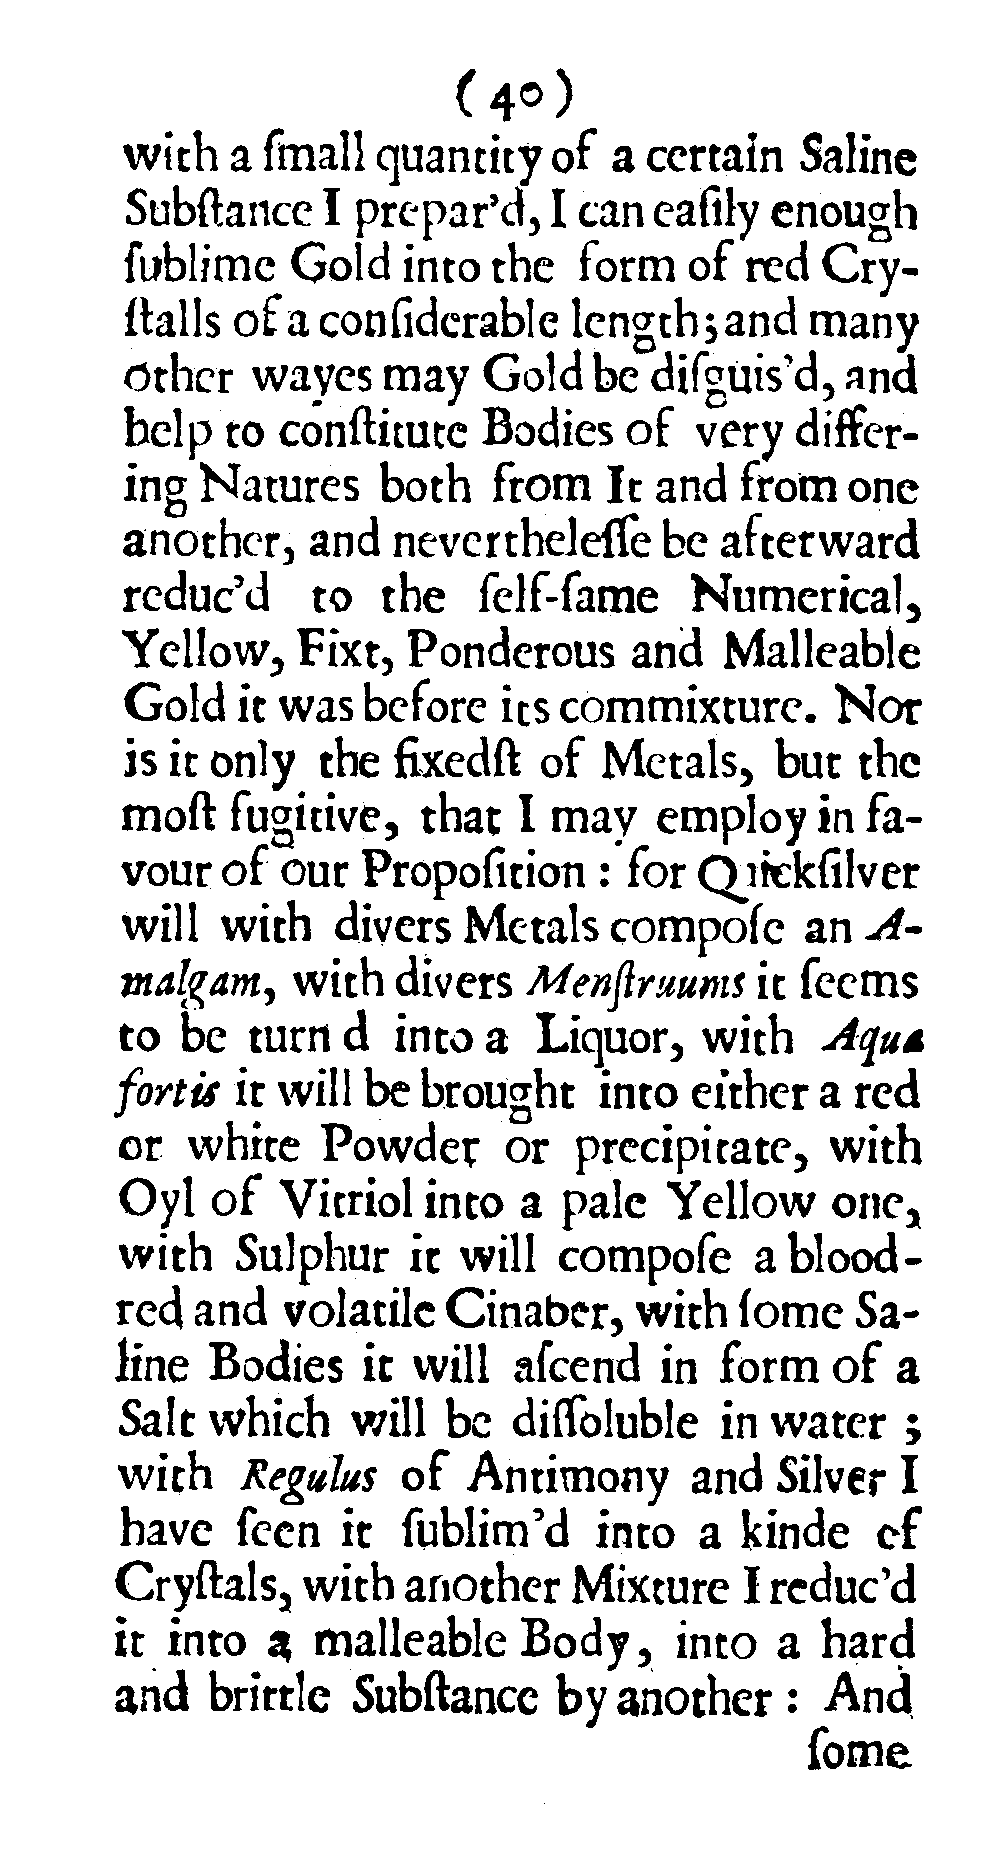 (40)
with a ſmall quantity of a certain Saline
Subſtance I prepar'd, I can eaſily enough
ſublime Gold into the form of red Cry-
ſtalls of a conſiderable length; and many
other wayes may Gold be diſguis'd, and
help to conſtitute Bodies of very differ-
ing Natures both from It and from one
another, and nevertheleſſe be afterward
reduc'd to the ſelf-ſame Numerical,
Yellow, Fixt, Ponderous and Malleable
Gold it was before its commixture. Nor
is it only the fixedſt of Metals, but the
moſt fugitive, that I may employ in fa-
vour of our Propoſition: for Quickſilver
will with divers Metals compoſe an A-
malgam, with divers Menſtruums it ſeems
to be turn d into a Liquor, with Aqua
fortis it will be brought into either a red
or white Powder or precipitate, with
Oyl of Vitriol into a pale Yellow one,
with Sulphur it will compoſe a blood-
red and volatile Cinaber, with ſome Sa-
line Bodies it will aſcend in form of a
Salt which will be diſſoluble in water;
with Regulus of Antimony and Silver I
have ſeen it ſublim'd into a kinde of
Cryſtals, with another Mixture I reduc'd
it into a malleable Body, into a hard
and brittle Subſtance by another: And
ſome